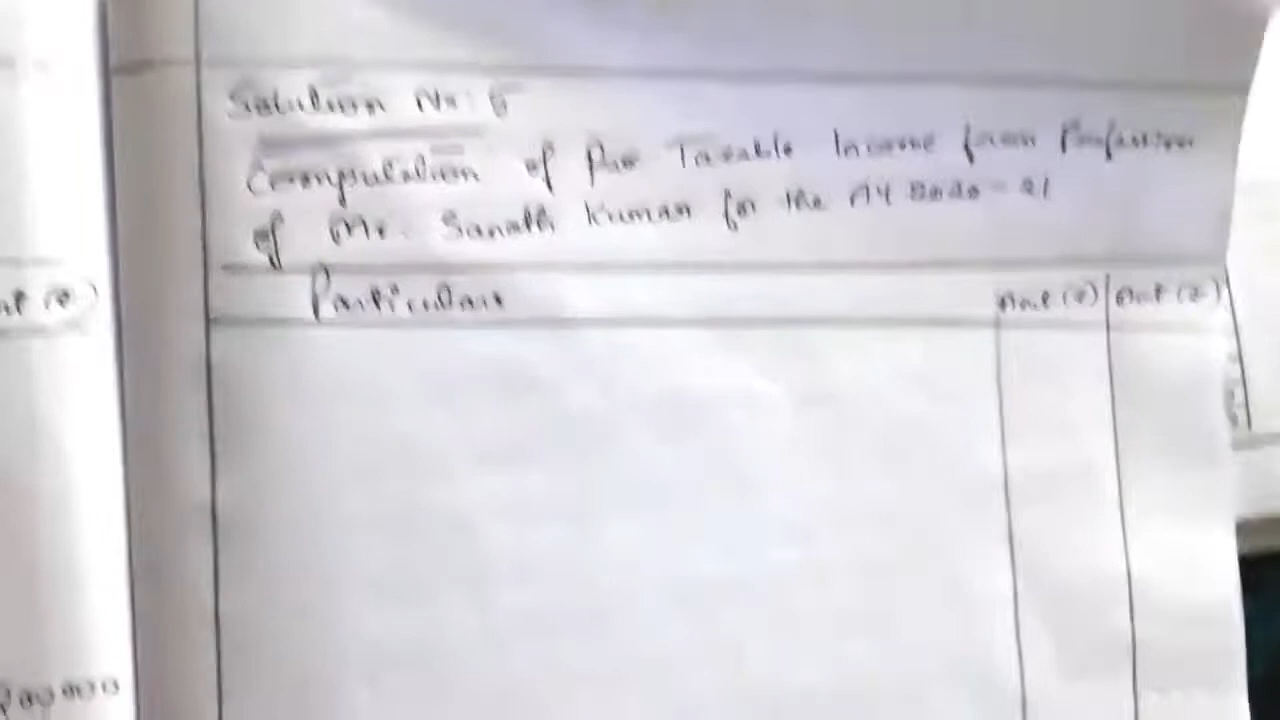 Solution No: 5
Computation of the Taxable Income from Profession
of Mr. Sanath Kumar for the AY 2020-21
Particulars Amt (₹) Amt (₹)